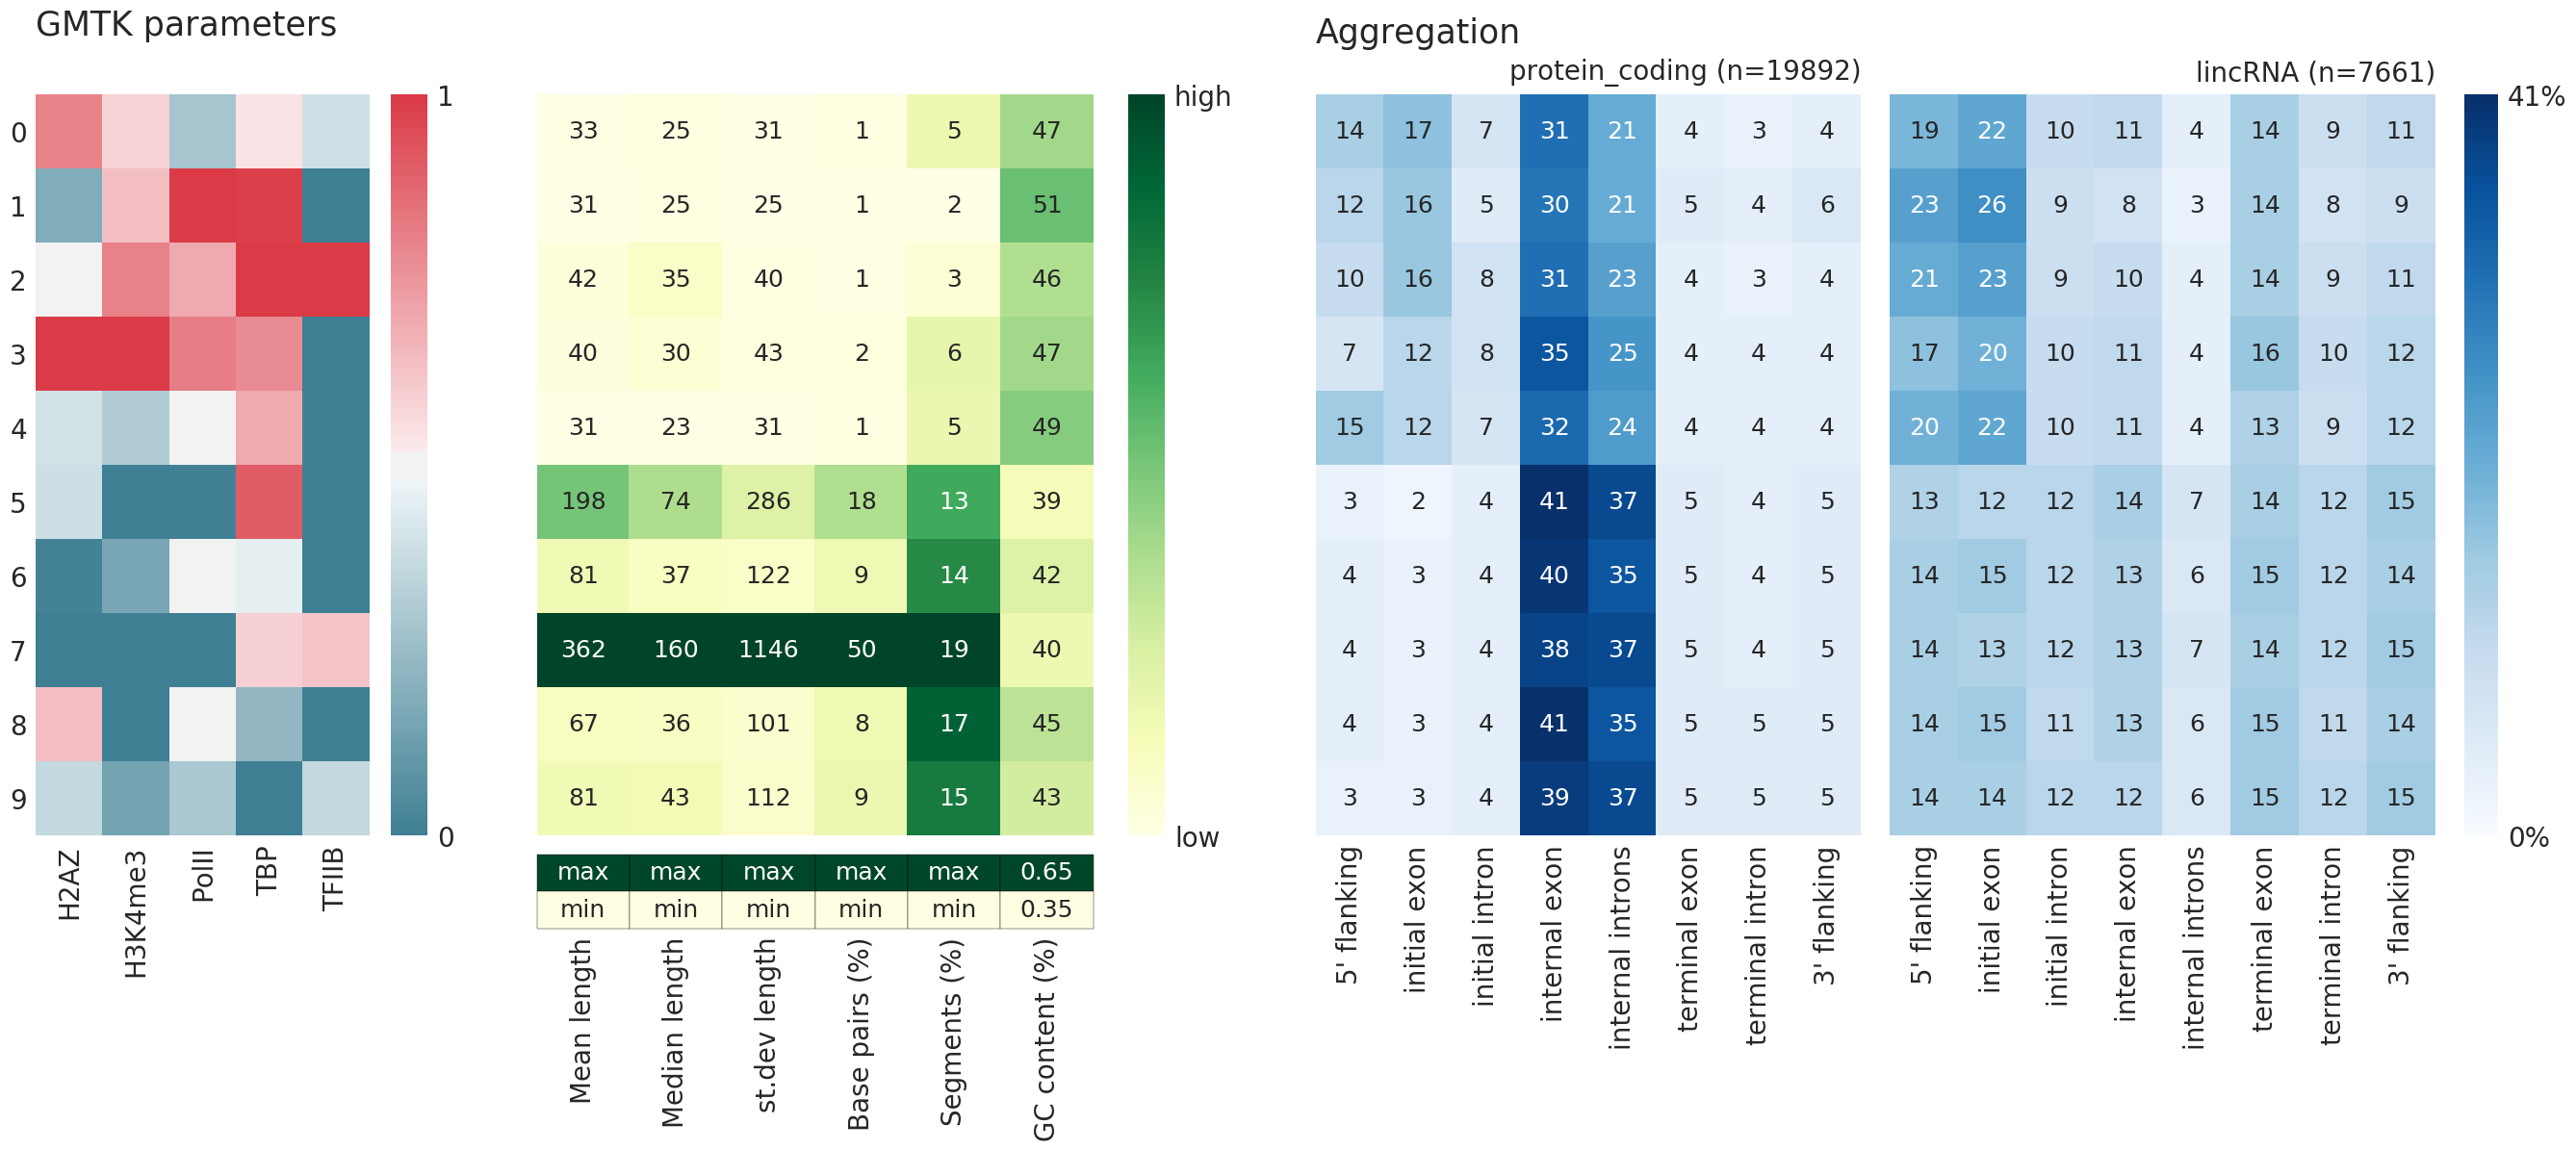 GMTK parameters
Aggregation
protein_coding (n=19892)
lincRNA (n=7661)
1
high
41%
0 33 25 31 1 5 47 14 17 7 31 21 4 3 4 19 22 10 11 4 14 9 11
1 31 25 25 1 2 51 12 16 5 30 21 5 4 6 23 26 9 8 3 14 8 9
2 42 35 40 1 3 46 10 16 8 31 23 4 3 4 21 23 9 10 4 14 9 11
3 40 30 43 2 6 47 7 12 8 35 25 4 4 4 17 20 10 11 4 16 10 12
4 31 23 31 1 5 49 15 12 7 32 24 4 4 4 20 22 10 11 4 13 9 12
5 198 74 286 18 13 39 3 2 4 41 37 5 4 5 13 12 12 14 7 14 12 15
6 81 37 122 9 14 42 4 3 4 40 35 5 4 5 14 15 12 13 6 15 12 14
7 362 160 1146 50 19 40 4 3 4 38 37 5 4 5 14 13 12 13 7 14 12 15
8 67 36 101 8 17 45 4 3 4 41 35 5 5 5 14 15 11 13 6 15 11 14
9 81 43 112 9 15 43 3 3 4 39 37 5 5 5 14 14 12 12 6 15 12 15
0
low
0%
max max max max max 0.65
min min min min min 0.35
H2AZ
H3K4me3
PolII
TBP
TFIIB
Mean length
Median length
st.dev length
Base pairs (%)
Segments (%)
GC content (%)
5' flanking
initial exon
initial intron
internal exon
internal introns
terminal exon
terminal intron
3' flanking
5' flanking
initial exon
initial intron
internal exon
internal introns
terminal exon
terminal intron
3' flanking